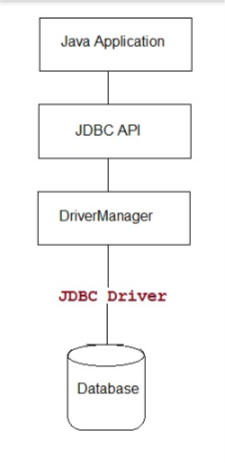 Java Application
JDBC API
DriverManager
JDBC Driver
Database